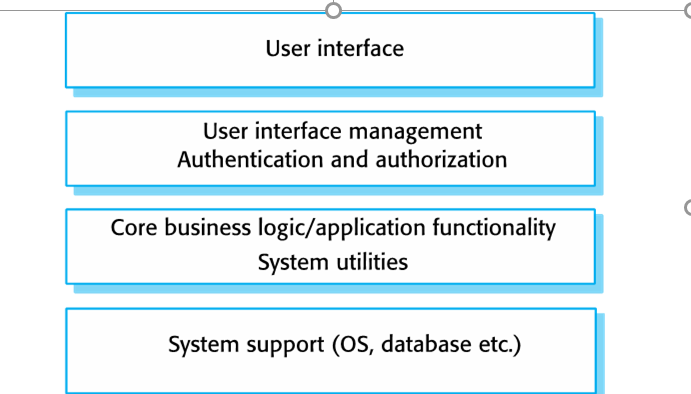 User interface
User interface management
Authentication and authorization
Core business logic/application functionality
System utilities
System support (OS, database etc.)